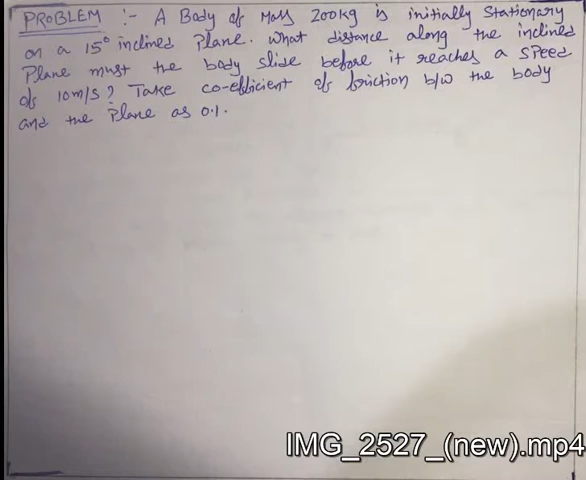 PROBLEM :- A Body of Mass 200kg is initially Stationary
on a 15° inclined Plane. What distance along the inclined
Plane must the body slide before it reaches a speed
of 10m/s? Take co-efficient of friction b/w the body
and the Plane as 0.1.
IMG_2527_(new).mp4